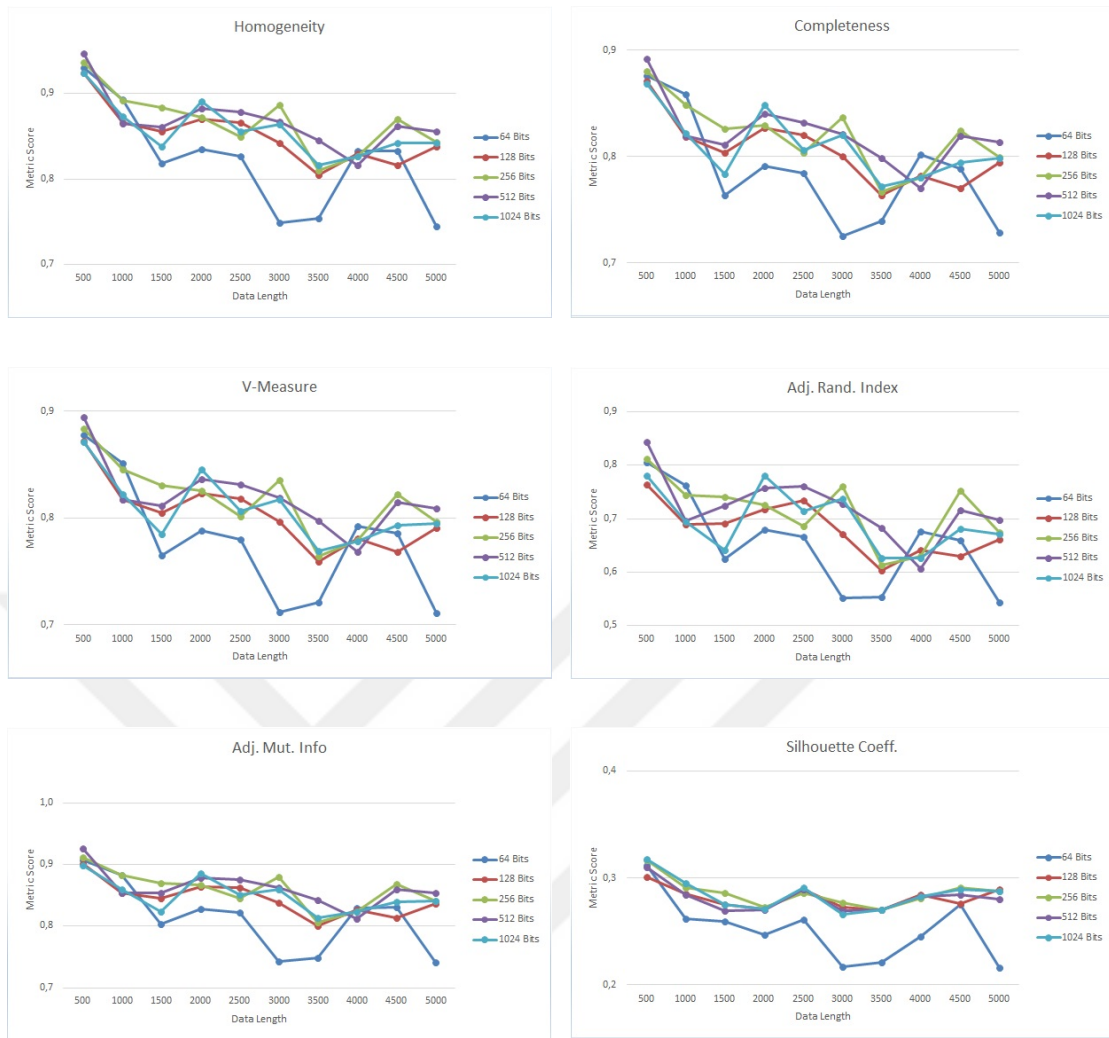 Homogeneity
Metric Score
0,9
0,8
0,7
500 1000 1500 2000 2500 3000 3500 4000 4500 5000
Data Length
64 Bits
128 Bits
256 Bits
512 Bits
1024 Bits
Completeness
Metric Score
0,9
0,8
0,7
500 1000 1500 2000 2500 3000 3500 4000 4500 5000
Data Length
64 Bits
128 Bits
256 Bits
512 Bits
1024 Bits
V-Measure
Metric Score
0,9
0,8
0,7
500 1000 1500 2000 2500 3000 3500 4000 4500 5000
Data Length
64 Bits
128 Bits
256 Bits
512 Bits
1024 Bits
Adj. Rand. Index
Metric Score
0,9
0,8
0,7
0,6
0,5
500 1000 1500 2000 2500 3000 3500 4000 4500 5000
Data Length
64 Bits
128 Bits
256 Bits
512 Bits
1024 Bits
Adj. Mut. Info
Metric Score
1,0
0,9
0,8
0,7
500 1000 1500 2000 2500 3000 3500 4000 4500 5000
Data Length
64 Bits
128 Bits
256 Bits
512 Bits
1024 Bits
Silhouette Coeff.
Metric Score
0,4
0,3
0,2
500 1000 1500 2000 2500 3000 3500 4000 4500 5000
Data Length
64 Bits
128 Bits
256 Bits
512 Bits
1024 Bits